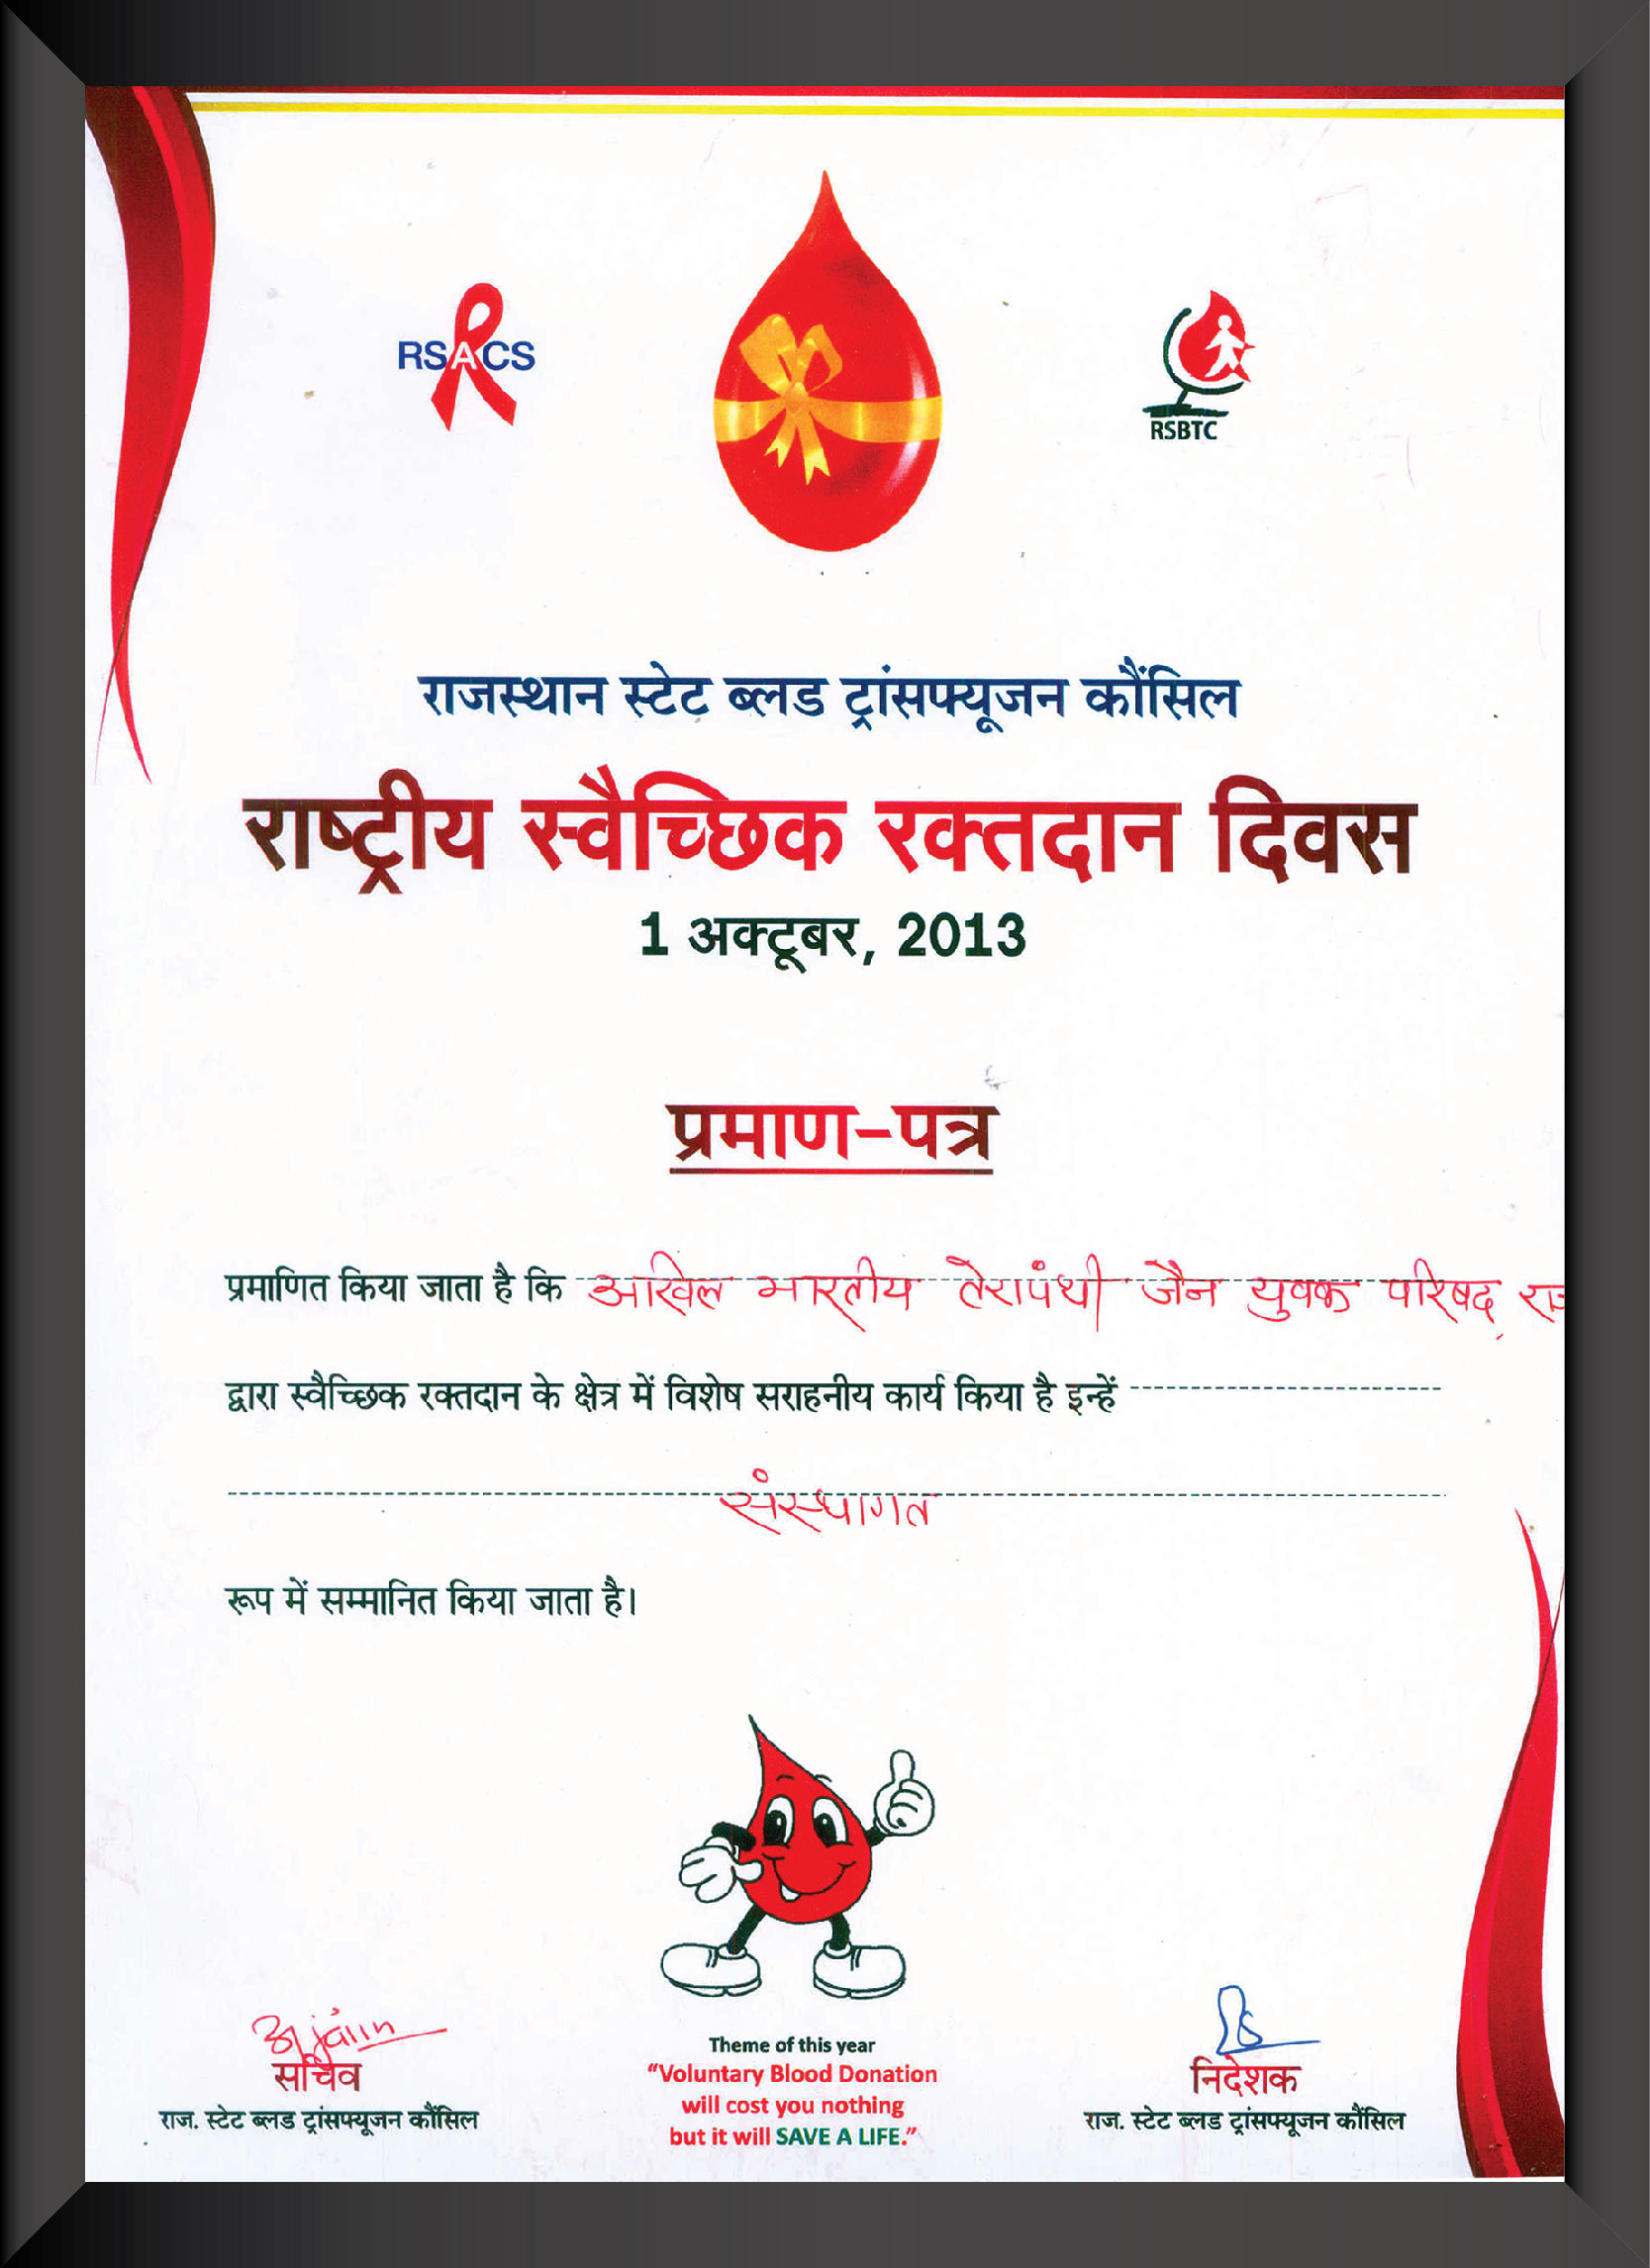 RSACS
RSBTC
राजस्थान स्टेट ब्लड ट्रांसफ्यूजन कौंसिल
राष्ट्रीय स्वैच्छिक रक्तदान दिवस
1 अक्टूबर, 2013
प्रमाण-पत्र
प्रमाणित किया जाता है कि अखिल भारतीय तेरापंथी जैन युवक परिषद्
द्वारा स्वैच्छिक रक्तदान के क्षेत्र में विशेष सराहनीय कार्य किया है इन्हें
संस्थागत
रूप में सम्मानित किया जाता है।
jain
सचिव
राज. स्टेट ब्लड ट्रांसफ्यूजन कौंसिल
Theme of this year
“Voluntary Blood Donation
will cost you nothing
but it will SAVE A LIFE.”
निदेशक
राज. स्टेट ब्लड ट्रांसफ्यूजन कौंसिल